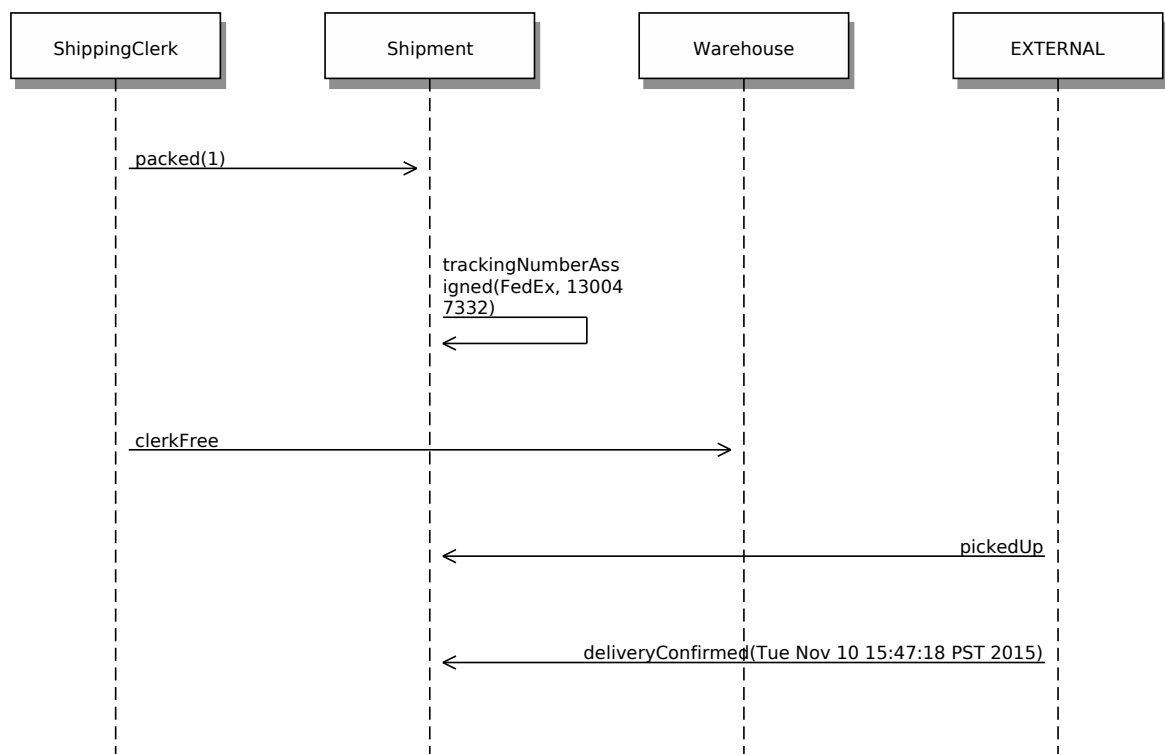 ShippingClerk
Shipment
Warehouse
EXTERNAL
packed(1)
trackingNumberAss
igned(FedEx, 13004
7332)
clerkFree
pickedUp
deliveryConfirmed(Tue Nov 10 15:47:18 PST 2015)